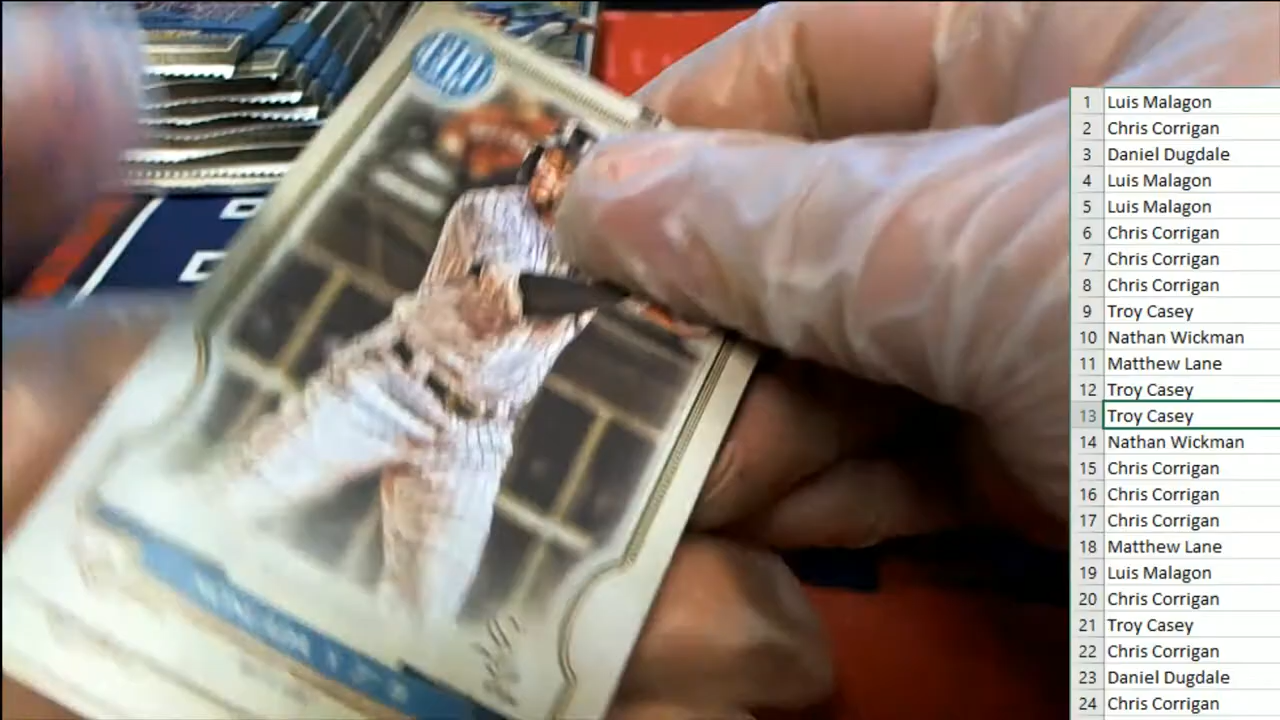 1 Luis Malagon
2 Chris Corrigan
3 Daniel Dugdale
4 Luis Malagon
5 Luis Malagon
6 Chris Corrigan
7 Chris Corrigan
8 Chris Corrigan
9 Troy Casey
10 Nathan Wickman
11 Matthew Lane
12 Troy Casey
13 Troy Casey
14 Nathan Wickman
15 Chris Corrigan
16 Chris Corrigan
17 Chris Corrigan
18 Matthew Lane
19 Luis Malagon
20 Chris Corrigan
21 Troy Casey
22 Chris Corrigan
23 Daniel Dugdale
24 Chris Corrigan